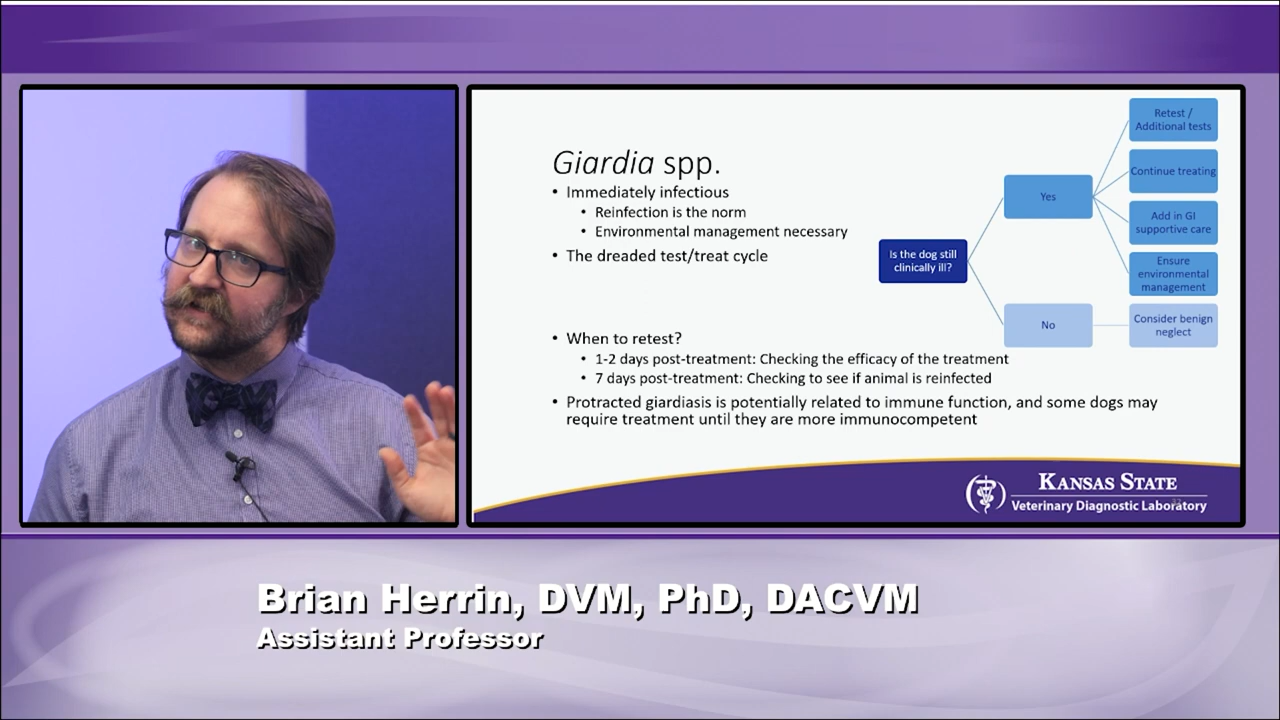 Giardia spp.
• Immediately infectious
• Reinfection is the norm
• Environmental management necessary
• The dreaded test/treat cycle
• When to retest?
• 1-2 days post-treatment: Checking the efficacy of the treatment
• 7 days post-treatment: Checking to see if animal is reinfected
• Protracted giardiasis is potentially related to immune function, and some dogs may
require treatment until they are more immunocompetent
Is the dog still
clinically ill?
Yes
Retest /
Additional tests
Continue treating
Add in GI
supportive care
Ensure
environmental
management
No
Consider benign
neglect
KANSAS STATE
Veterinary Diagnostic Laboratory
Brian Herrin, DVM, PhD, DACVM
Assistant Professor